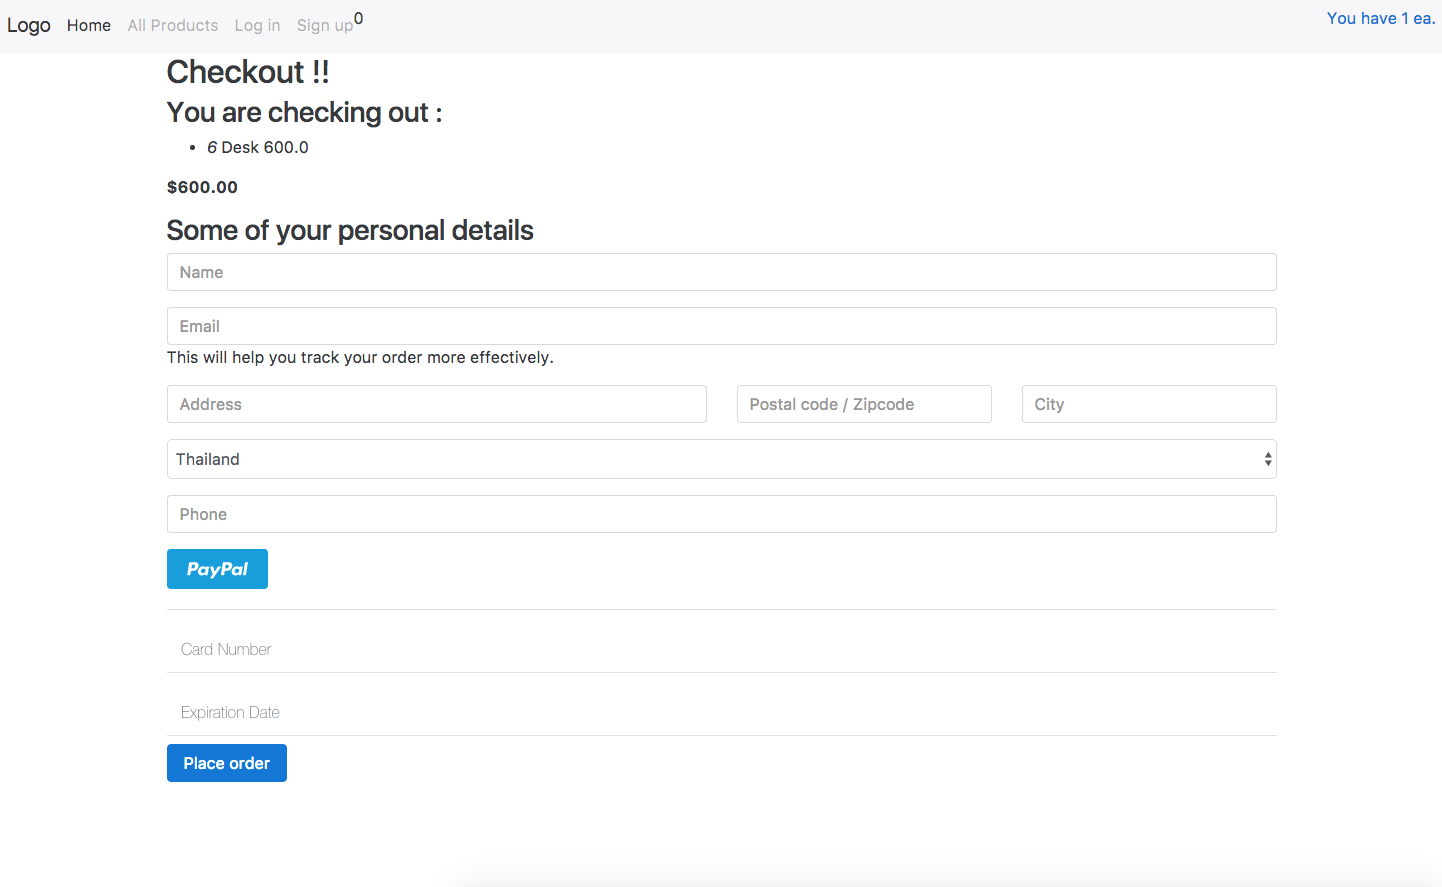 Logo Home All Products Log in Sign up 0 You have 1 ea.
Checkout !!
You are checking out :
• 6 Desk 600.0
$600.00
Some of your personal details
Name
Email
This will help you track your order more effectively.
Address Postal code / Zipcode City
Thailand
Phone
PayPal
Card Number
Expiration Date
Place order